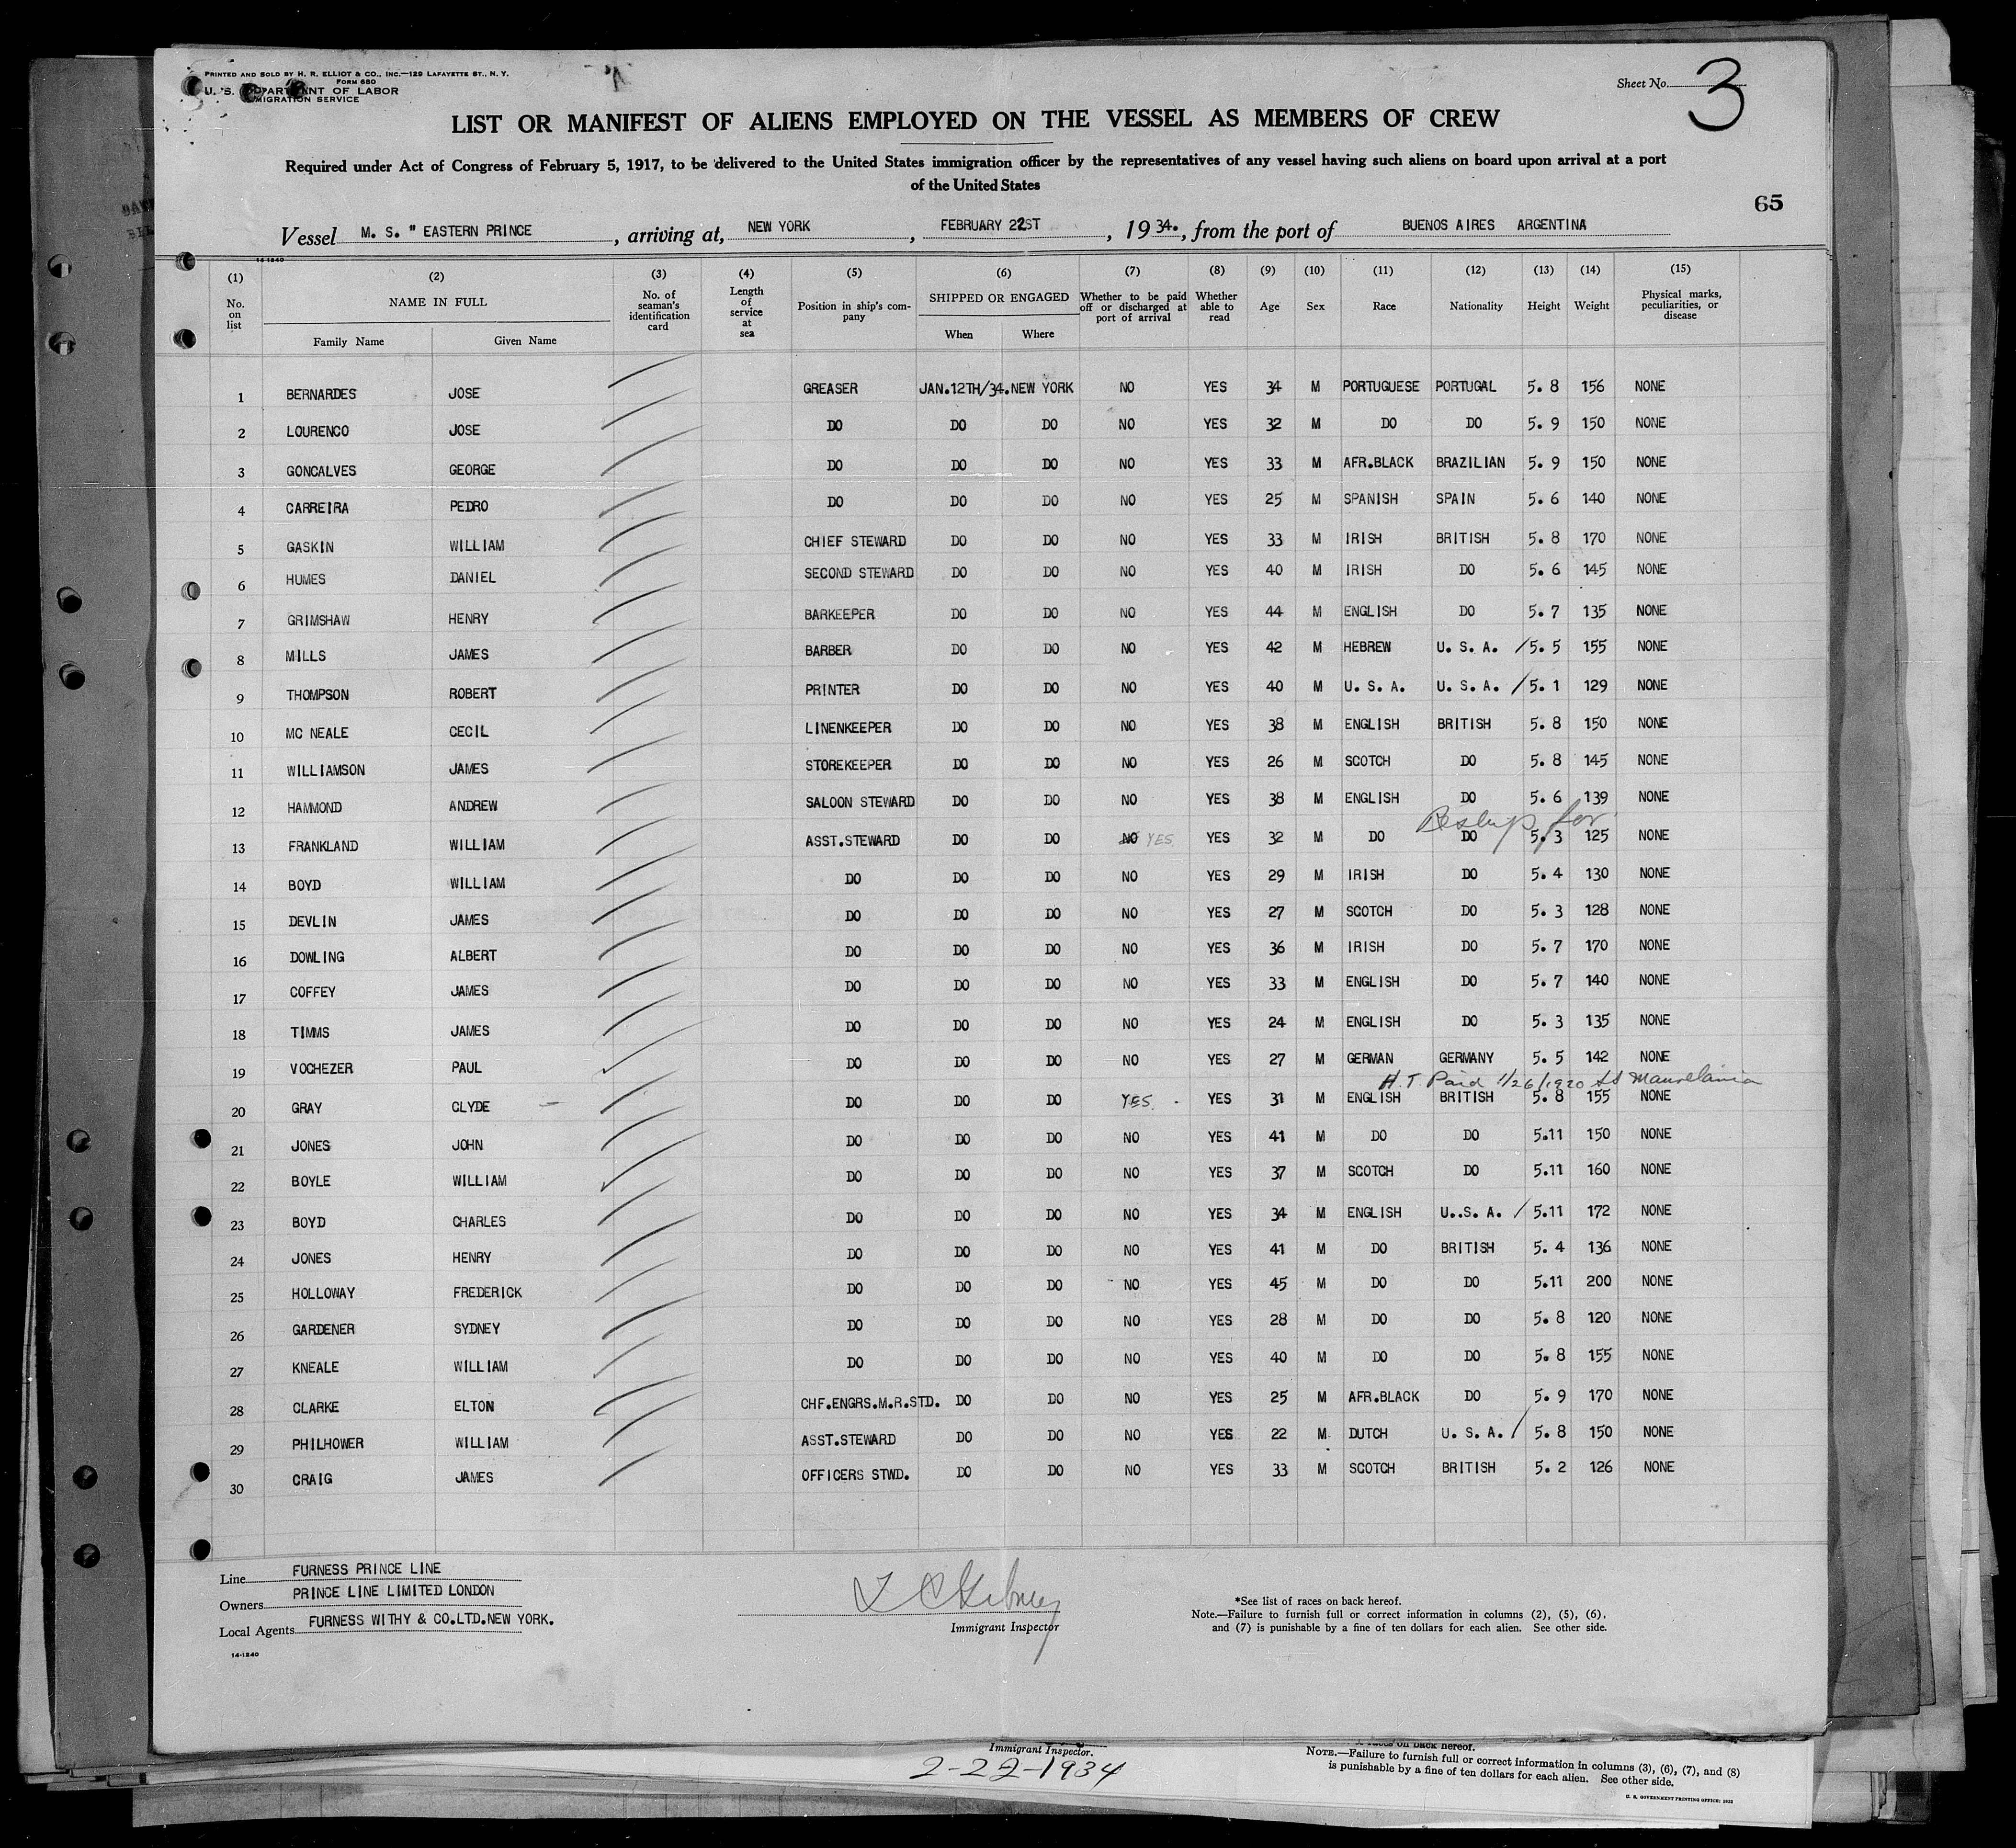 PRINTED AND SOLD BY H. R. ELLIOT & CO., INC.—129 LAFAYETTE ST., N. Y.
FORM 680
U. S. DEPARTMENT OF LABOR
IMMIGRATION SERVICE
Sheet No. 3
LIST OR MANIFEST OF ALIENS EMPLOYED ON THE VESSEL AS MEMBERS OF CREW
Required under Act of Congress of February 5, 1917, to be delivered to the United States immigration officer by the representatives of any vessel having such aliens on board upon arrival at a port
of the United States
65
Vessel M. S. " EASTERN PRINCE , arriving at, NEW YORK , FEBRUARY 22ST , 19 34. , from the port of BUENOS AIRES ARGENTINA
14-1240
(1) (2) (3) (4) (5) (6) (7) (8) (9) (10) (11) (12) (13) (14) (15)
No. on list NAME IN FULL Family Name Given Name No. of seaman's identification card Length of service at sea Position in ship's company SHIPPED OR ENGAGED When Where Whether to be paid off or discharged at port of arrival Whether able to read Age Sex Race Nationality Height Weight Physical marks, peculiarities, or disease
1 BERNARDES JOSE GREASER JAN.12TH/34. NEW YORK NO YES 34 M PORTUGUESE PORTUGAL 5. 8 156 NONE
2 LOURENCO JOSE DO DO DO NO YES 32 M DO DO 5. 9 150 NONE
3 GONCALVES GEORGE DO DO DO NO YES 33 M AFR.BLACK BRAZILIAN 5. 9 150 NONE
4 CARREIRA PEDRO DO DO DO NO YES 25 M SPANISH SPAIN 5. 6 140 NONE
5 GASKIN WILLIAM CHIEF STEWARD DO DO NO YES 33 M IRISH BRITISH 5. 8 170 NONE
6 HUMES DANIEL SECOND STEWARD DO DO NO YES 40 M IRISH DO 5. 6 145 NONE
7 GRIMSHAW HENRY BARKEEPER DO DO NO YES 44 M ENGLISH DO 5. 7 135 NONE
8 MILLS JAMES BARBER DO DO NO YES 42 M HEBREW U. S. A. / 5. 5 155 NONE
9 THOMPSON ROBERT PRINTER DO DO NO YES 40 M U. S. A. U. S. A. / 5. 1 129 NONE
10 MC NEALE CECIL LINENKEEPER DO DO NO YES 38 M ENGLISH BRITISH 5. 8 150 NONE
11 WILLIAMSON JAMES STOREKEEPER DO DO NO YES 26 M SCOTCH DO 5. 8 145 NONE
12 HAMMOND ANDREW SALOON STEWARD DO DO NO YES 38 M ENGLISH DO 5. 6 139 NONE
13 FRANKLAND WILLIAM ASST.STEWARD DO DO NO YES YES 32 M DO DO 5. 3 125 NONE
14 BOYD WILLIAM DO DO DO NO YES 29 M IRISH DO 5. 4 130 NONE
15 DEVLIN JAMES DO DO DO NO YES 27 M SCOTCH DO 5. 3 128 NONE
16 DOWLING ALBERT DO DO DO NO YES 36 M IRISH DO 5. 7 170 NONE
17 COFFEY JAMES DO DO DO NO YES 33 M ENGLISH DO 5. 7 140 NONE
18 TIMMS JAMES DO DO DO NO YES 24 M ENGLISH DO 5. 3 135 NONE
19 VOCHEZER PAUL DO DO DO NO YES 27 M GERMAN GERMANY 5. 5 142 NONE
H.T Paid 1/26/1920 SS Mauretania
20 GRAY CLYDE — DO DO DO YES. YES 31 M ENGLISH BRITISH 5. 8 155 NONE
21 JONES JOHN DO DO DO NO YES 41 M DO DO 5.11 150 NONE
22 BOYLE WILLIAM DO DO DO NO YES 37 M SCOTCH DO 5.11 160 NONE
23 BOYD CHARLES DO DO DO NO YES 34 M ENGLISH U..S. A. / 5.11 172 NONE
24 JONES HENRY DO DO DO NO YES 41 M DO BRITISH 5. 4 136 NONE
25 HOLLOWAY FREDERICK DO DO DO NO YES 45 M DO DO 5.11 200 NONE
26 GARDENER SYDNEY DO DO DO NO YES 28 M DO DO 5. 8 120 NONE
27 KNEALE WILLIAM DO DO DO NO YES 40 M DO DO 5. 8 155 NONE
28 CLARKE ELTON CHF.ENGRS.M.R.STD. DO DO NO YES 25 M AFR.BLACK DO 5. 9 170 NONE
29 PHILHOWER WILLIAM ASST.STEWARD DO DO NO YES 22 M DUTCH U. S. A. / 5. 8 150 NONE
30 CRAIG JAMES OFFICERS STWD. DO DO NO YES 33 M SCOTCH BRITISH 5. 2 126 NONE
Line FURNESS PRINCE LINE
Owners PRINCE LINE LIMITED LONDON
Local Agents FURNESS WITHY & CO.LTD.NEW YORK.
14-1240
Immigrant Inspector
*See list of races on back hereof.
Note.—Failure to furnish full or correct information in columns (2), (5), (6),
and (7) is punishable by a fine of ten dollars for each alien. See other side.
Immigrant Inspector.
2-22-1934
races on back hereof.
NOTE.—Failure to furnish full or correct information in columns (3), (6), (7), and (8)
is punishable by a fine of ten dollars for each alien. See other side.
U. S. GOVERNMENT PRINTING OFFICE: 1932